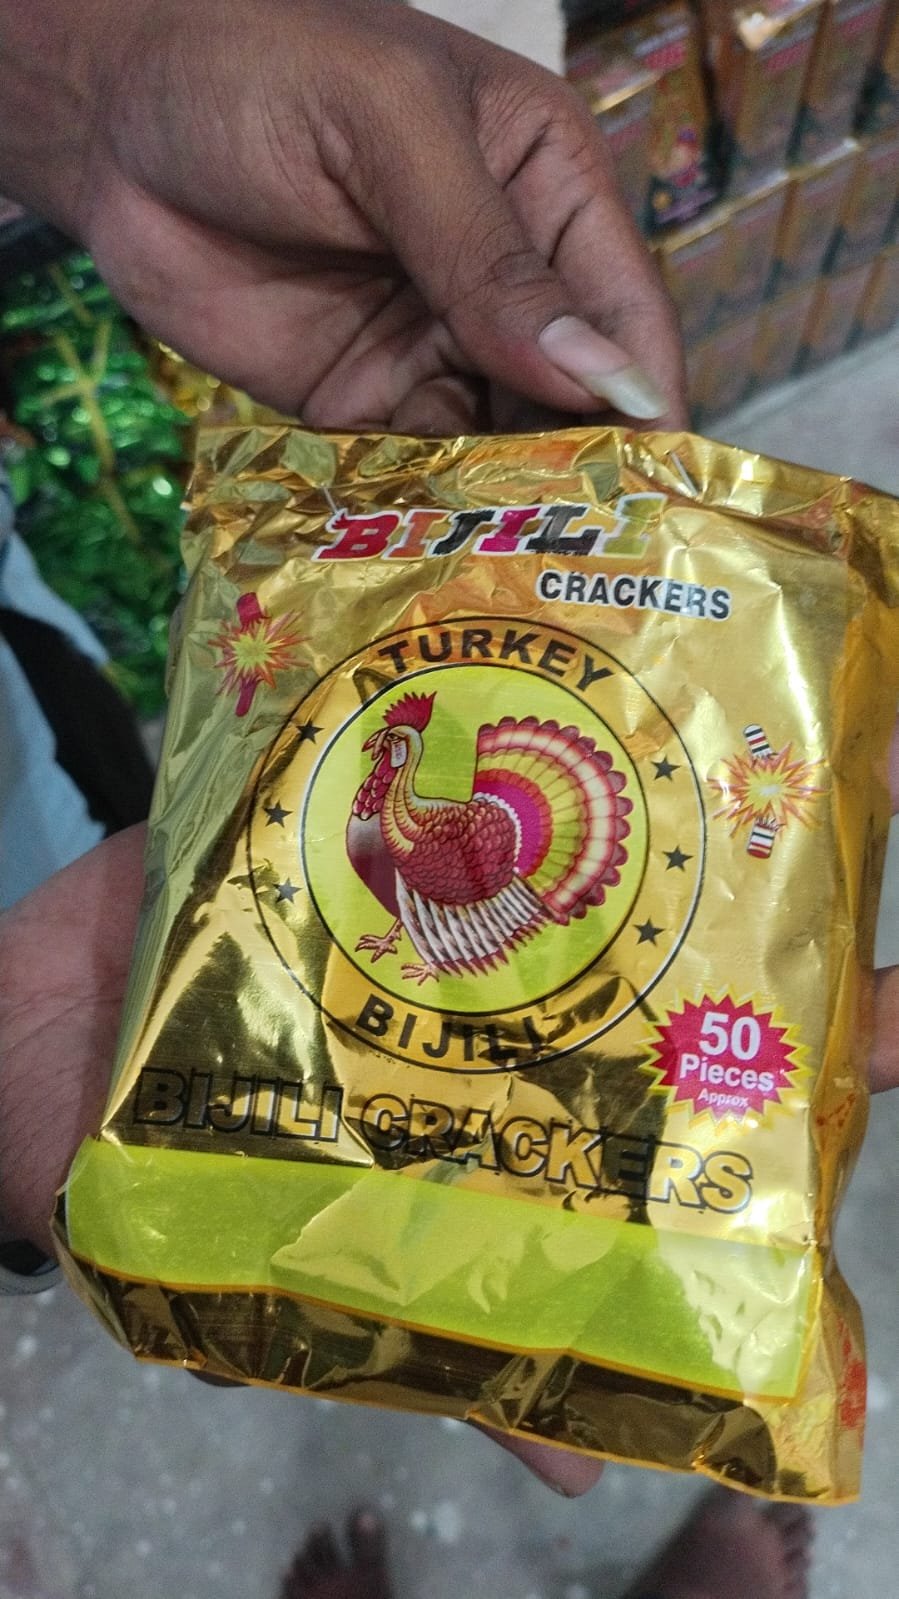 BIJILI
CRACKERS
TURKEY
BIJILI
50
Pieces
Approx
BIJILI CRACKERS